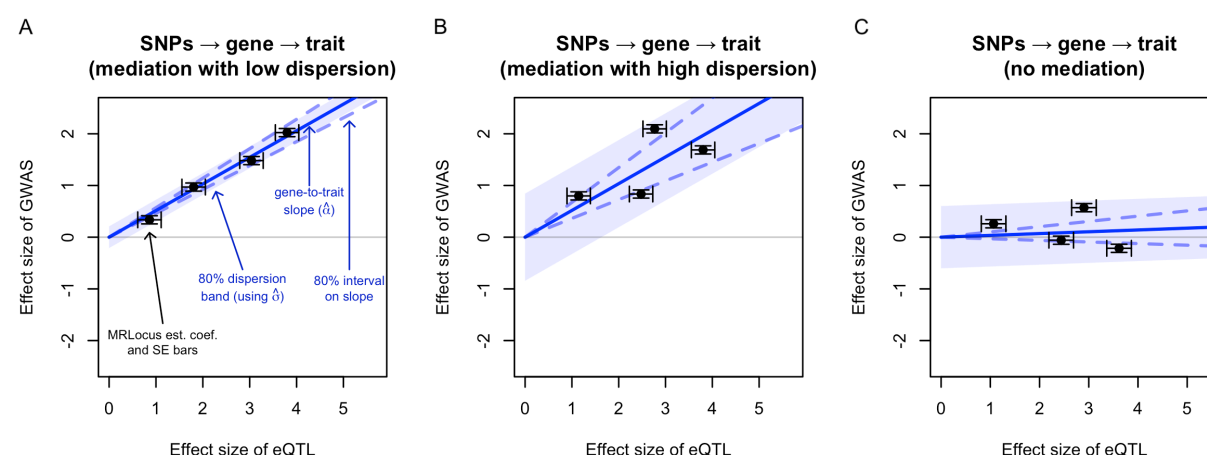 A
SNPs → gene → trait
(mediation with low dispersion)
Effect size of GWAS
2
1
0
-1
-2
gene-to-trait
slope (α̂)
80% dispersion
band (using σ̂)
80% interval
on slope
MRLocus est. coef.
and SE bars
0 1 2 3 4 5
Effect size of eQTL
B
SNPs → gene → trait
(mediation with high dispersion)
Effect size of GWAS
2
1
0
-1
-2
0 1 2 3 4 5
Effect size of eQTL
C
SNPs → gene → trait
(no mediation)
Effect size of GWAS
2
1
0
-1
-2
0 1 2 3 4 5
Effect size of eQTL